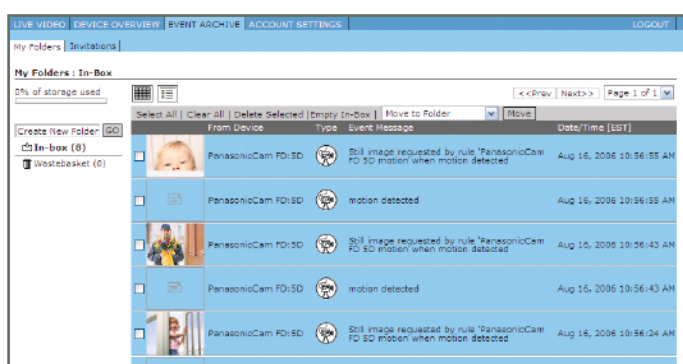 LIVE VIDEO | DEVICE OVERVIEW | EVENT ARCHIVE | ACCOUNT SETTINGS | LOGOUT
My Folders | Invitations |
My Folders : In-Box
0% of storage used
<<Prev | Next>> Page 1 of 1
Select All | Clear All | Delete Selected |Empty In-Box | Move to Folder Move
Create New Folder GO
From Device Type Event Message Date/Time [EST]
In-box (8)
Wastebasket (0)
PanasonicCam FD:5D Still image requested by rule 'PanasonicCam
FD 5D motion' when motion detected Aug 16, 2006 10:56:55 AM
PanasonicCam FD:5D motion detected Aug 16, 2006 10:56:55 AM
PanasonicCam FD:5D Still image requested by rule 'PanasonicCam
FD 5D motion' when motion detected Aug 16, 2006 10:56:43 AM
PanasonicCam FD:5D motion detected Aug 16, 2006 10:56:43 AM
PanasonicCam FD:5D Still image requested by rule 'PanasonicCam
FD 5D motion' when motion detected Aug 16, 2006 10:56:24 AM